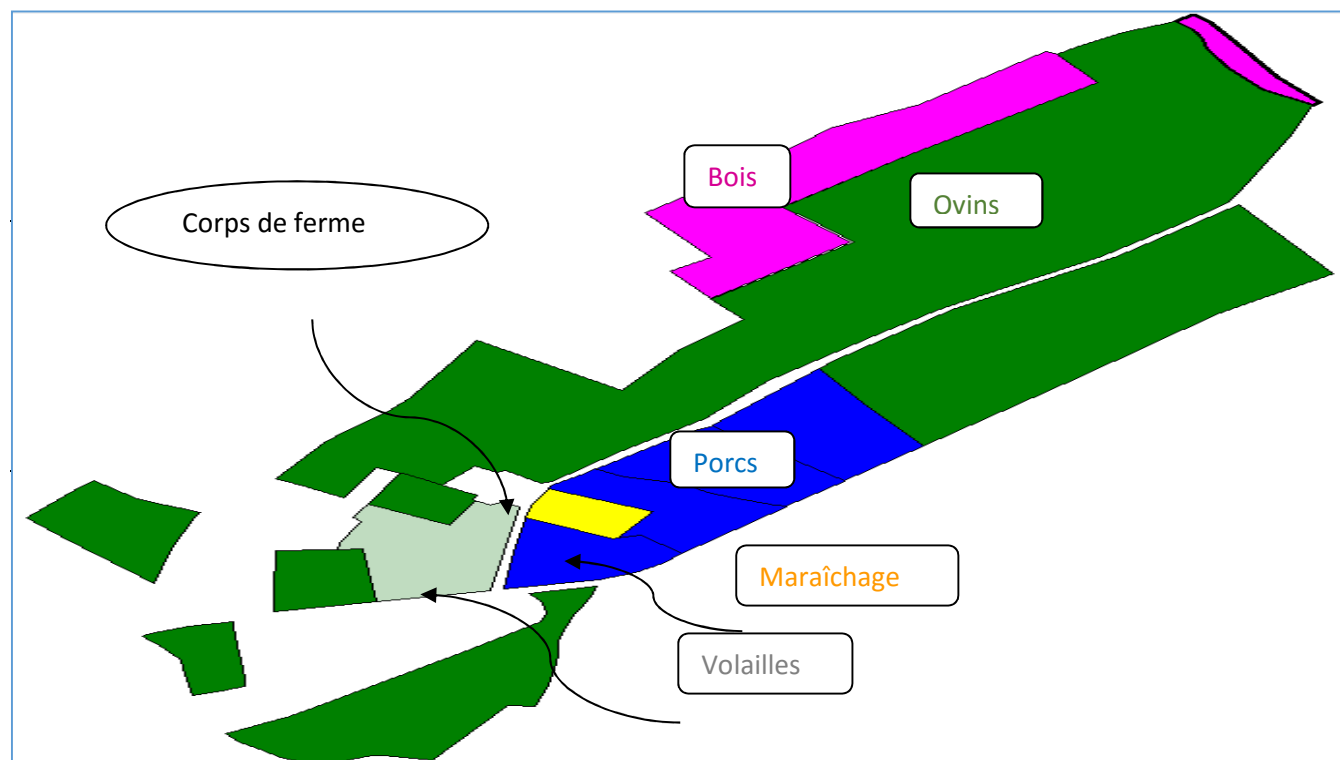 Bois
Ovins
Corps de ferme
Porcs
Maraîchage
Volailles